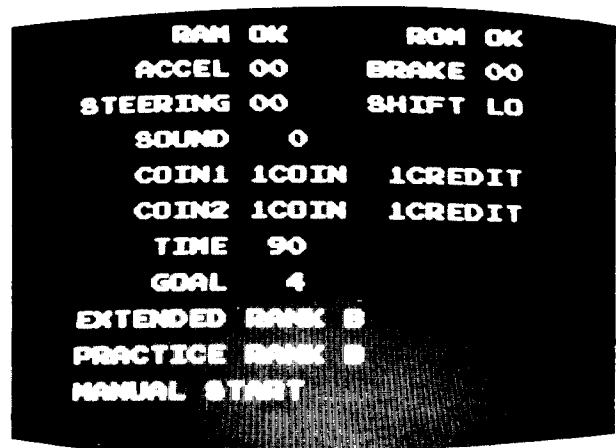 RAM OK ROM OK
ACCEL 00 BRAKE 00
STEERING 00 SHIFT LO
SOUND 0
COIN1 1COIN 1CREDIT
COIN2 1COIN 1CREDIT
TIME 90
GOAL 4
EXTENDED RANK B
PRACTICE RANK B
MANUAL START